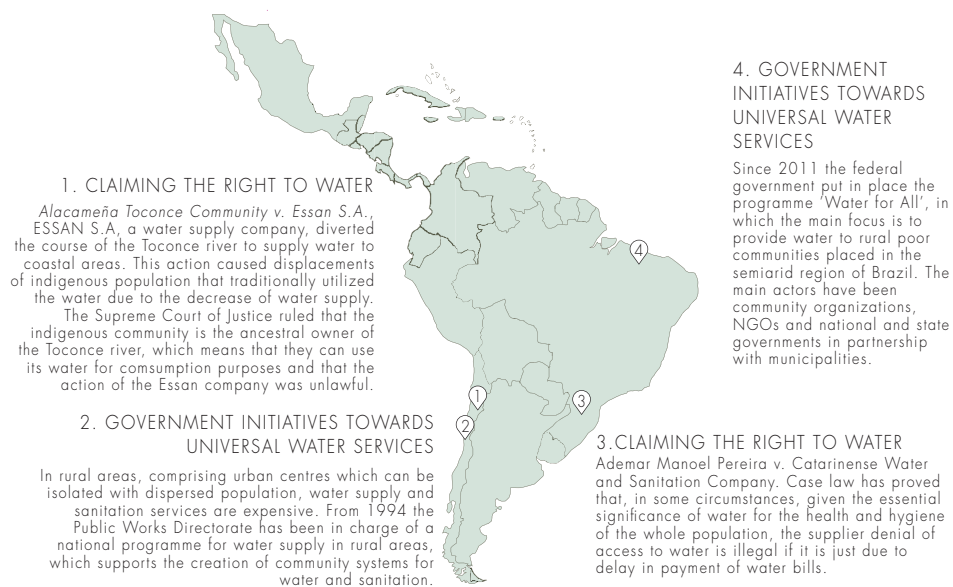 1. CLAIMING THE RIGHT TO WATER
Alacameña Toconce Community v. Essan S.A.,
ESSAN S.A, a water supply company, diverted
the course of the Toconce river to supply water to
coastal areas. This action caused displacements
of indigenous population that traditionally utilized
the water due to the decrease of water supply.
The Supreme Court of Justice ruled that the
indigenous community is the ancestral owner of
the Toconce river, which means that they can use
its water for comsumption purposes and that the
action of the Essan company was unlawful.
2. GOVERNMENT INITIATIVES TOWARDS
UNIVERSAL WATER SERVICES
In rural areas, comprising urban centres which can be
isolated with dispersed population, water supply and
sanitation services are expensive. From 1994 the
Public Works Directorate has been in charge of a
national programme for water supply in rural areas,
which supports the creation of community systems for
water and sanitation.
4
1
3
2
4. GOVERNMENT
INITIATIVES TOWARDS
UNIVERSAL WATER
SERVICES
Since 2011 the federal
government put in place the
programme 'Water for All', in
which the main focus is to
provide water to rural poor
communities placed in the
semiarid region of Brazil. The
main actors have been
community organizations,
NGOs and national and state
governments in partnership
with municipalities.
3.CLAIMING THE RIGHT TO WATER
Ademar Manoel Pereira v. Catarinense Water
and Sanitation Company. Case law has proved
that, in some circumstances, given the essential
significance of water for the health and hygiene
of the whole population, the supplier denial of
access to water is illegal if it is just due to
delay in payment of water bills.